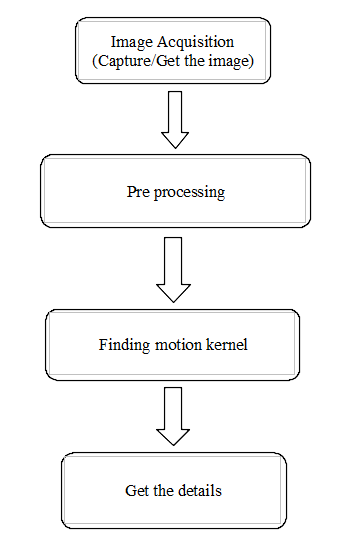 Image Acquisition
(Capture/Get the image)
Pre processing
Finding motion kernel
Get the details